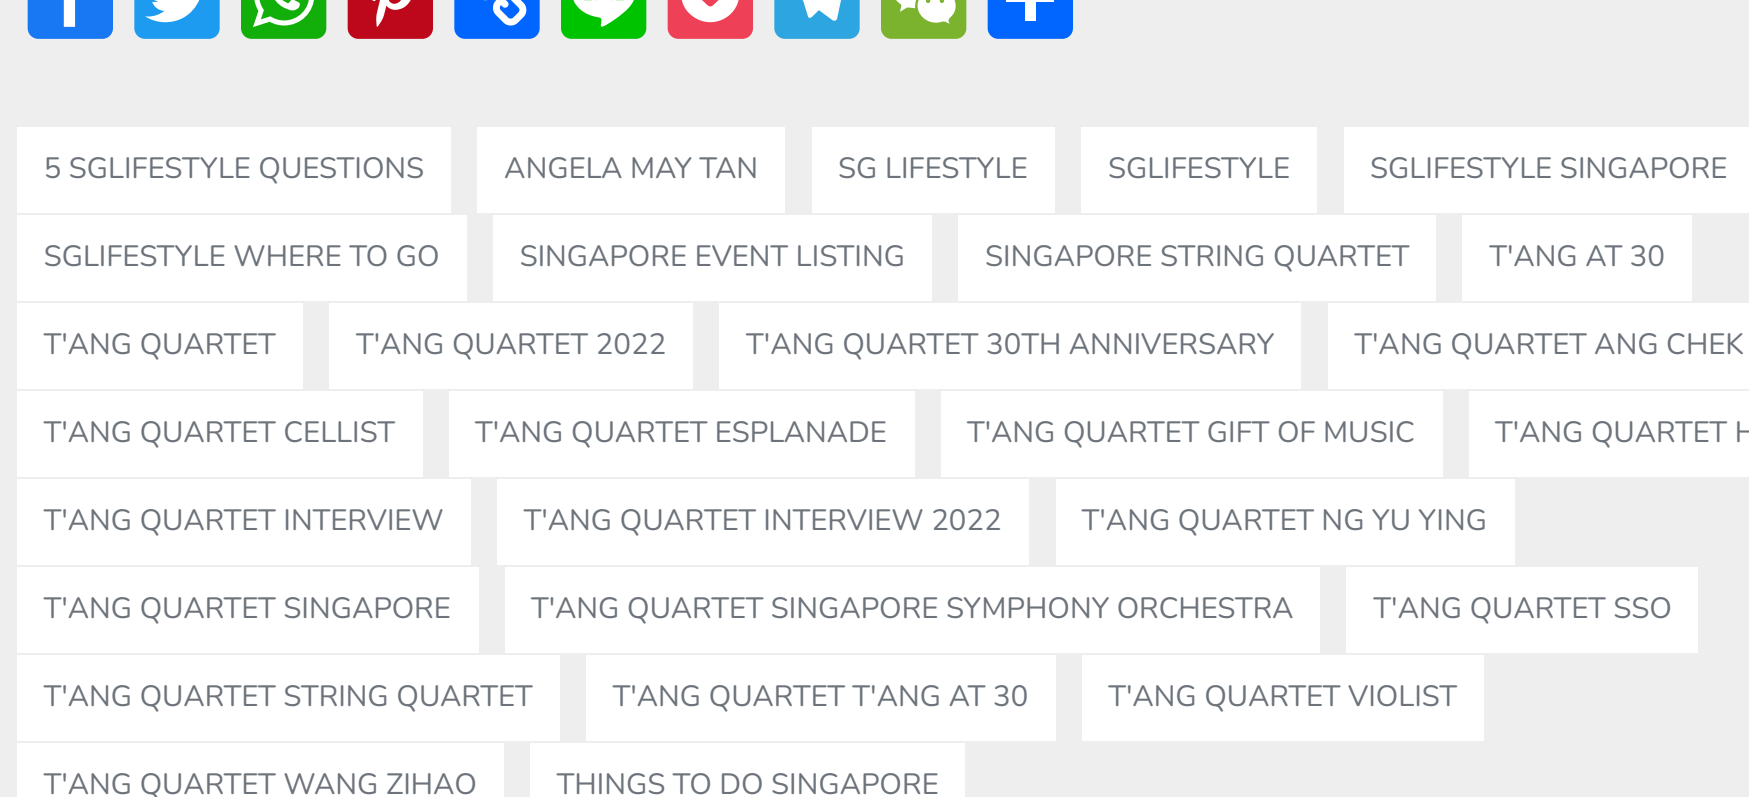 5 SGLIFESTYLE QUESTIONS ANGELA MAY TAN SG LIFESTYLE SGLIFESTYLE SGLIFESTYLE SINGAPORE
SGLIFESTYLE WHERE TO GO SINGAPORE EVENT LISTING SINGAPORE STRING QUARTET T'ANG AT 30
T'ANG QUARTET T'ANG QUARTET 2022 T'ANG QUARTET 30TH ANNIVERSARY T'ANG QUARTET ANG CHEK
T'ANG QUARTET CELLIST T'ANG QUARTET ESPLANADE T'ANG QUARTET GIFT OF MUSIC T'ANG QUARTET
T'ANG QUARTET INTERVIEW T'ANG QUARTET INTERVIEW 2022 T'ANG QUARTET NG YU YING
T'ANG QUARTET SINGAPORE T'ANG QUARTET SINGAPORE SYMPHONY ORCHESTRA T'ANG QUARTET SSO
T'ANG QUARTET STRING QUARTET T'ANG QUARTET T'ANG AT 30 T'ANG QUARTET VIOLIST
T'ANG QUARTET WANG ZIHAO THINGS TO DO SINGAPORE